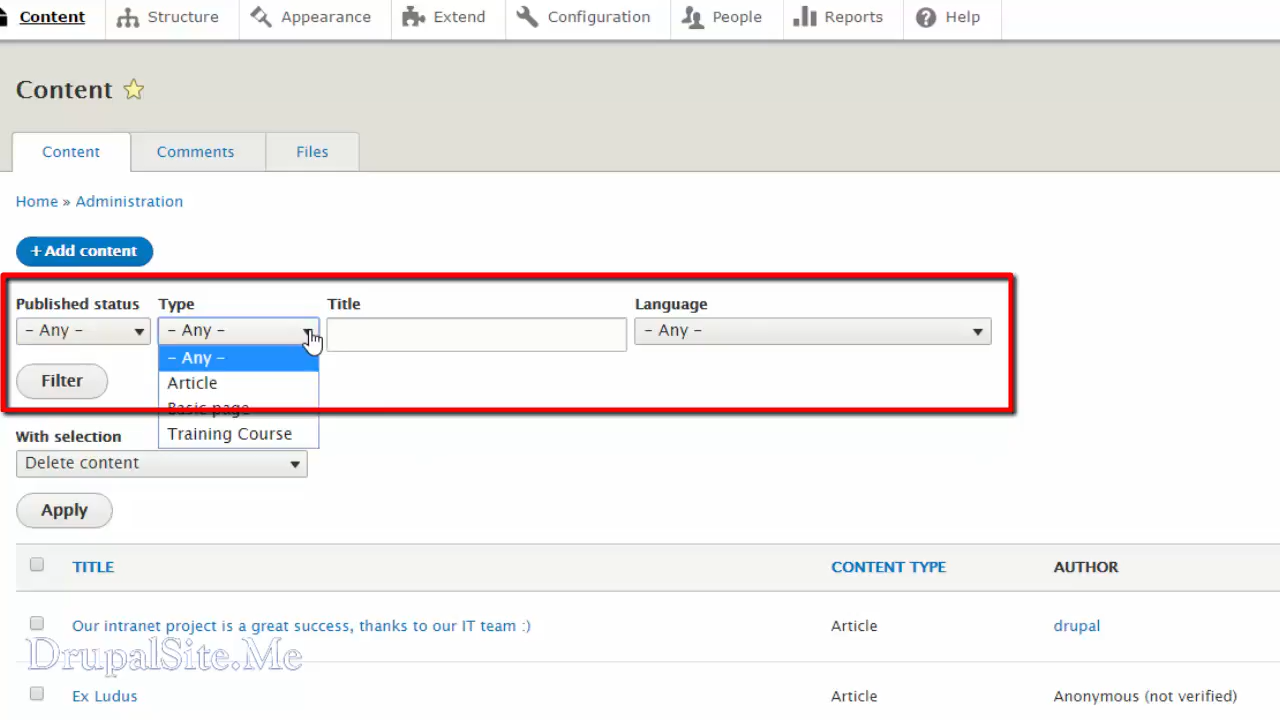 Content Structure Appearance Extend Configuration People Reports Help
Content
Content Comments Files
Home » Administration
+ Add content
Published status Type Title Language
- Any - - Any - - Any -
- Any -
Filter
Article
Basic page
With selection
Training Course
Delete content
Apply
TITLE CONTENT TYPE AUTHOR
Our intranet project is a great success, thanks to our IT team :) Article drupal
DrupalSite.Me
Ex Ludus Article Anonymous (not verified)